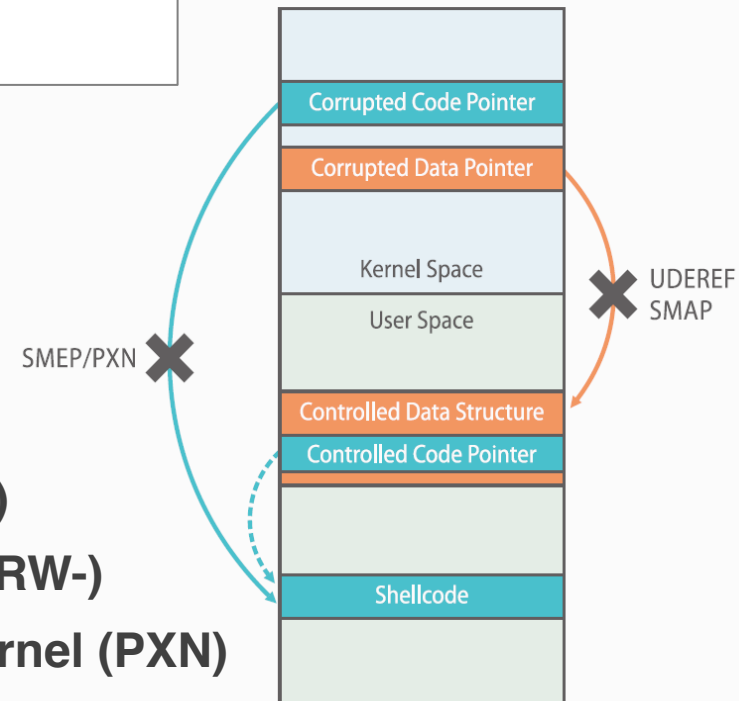 Corrupted Code Pointer
Corrupted Data Pointer
Kernel Space
User Space
UDEREF
SMAP
SMEP/PXN
Controlled Data Structure
Controlled Code Pointer
)
RW-)
Shellcode
rnel (PXN)